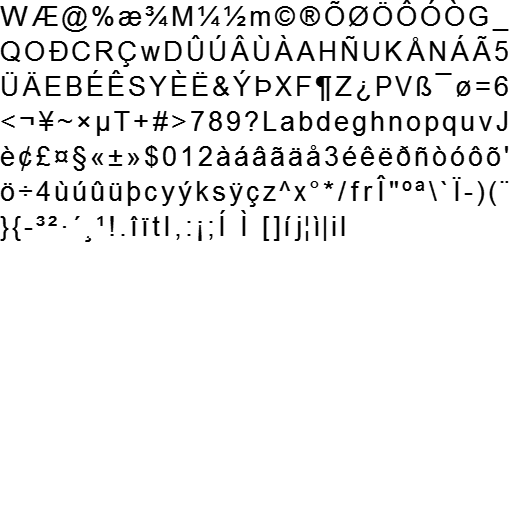 WÆ@%æ¾M¼½m©®ÕØÖÔÓÒG_
QOÐCRÇwDÛÚÂÙÀAHÑUKÅNÁÃ5
ÜÄEBÉÊSYÈË&ÝÞXF¶Z¿PVß¯ø=6
<¬¥~×µT+#>789?LabdeghnopquvJ
è¢£¤§«±»$012àáâãäå3éêëðñòóôõ'
ö÷4ùúûüþcyýksÿçz^x°*/frÎ"ºª\`Ï-)(¨
}{-³²·´¸¹!.îïtI,:¡;Í Ì []íj¦ì|il